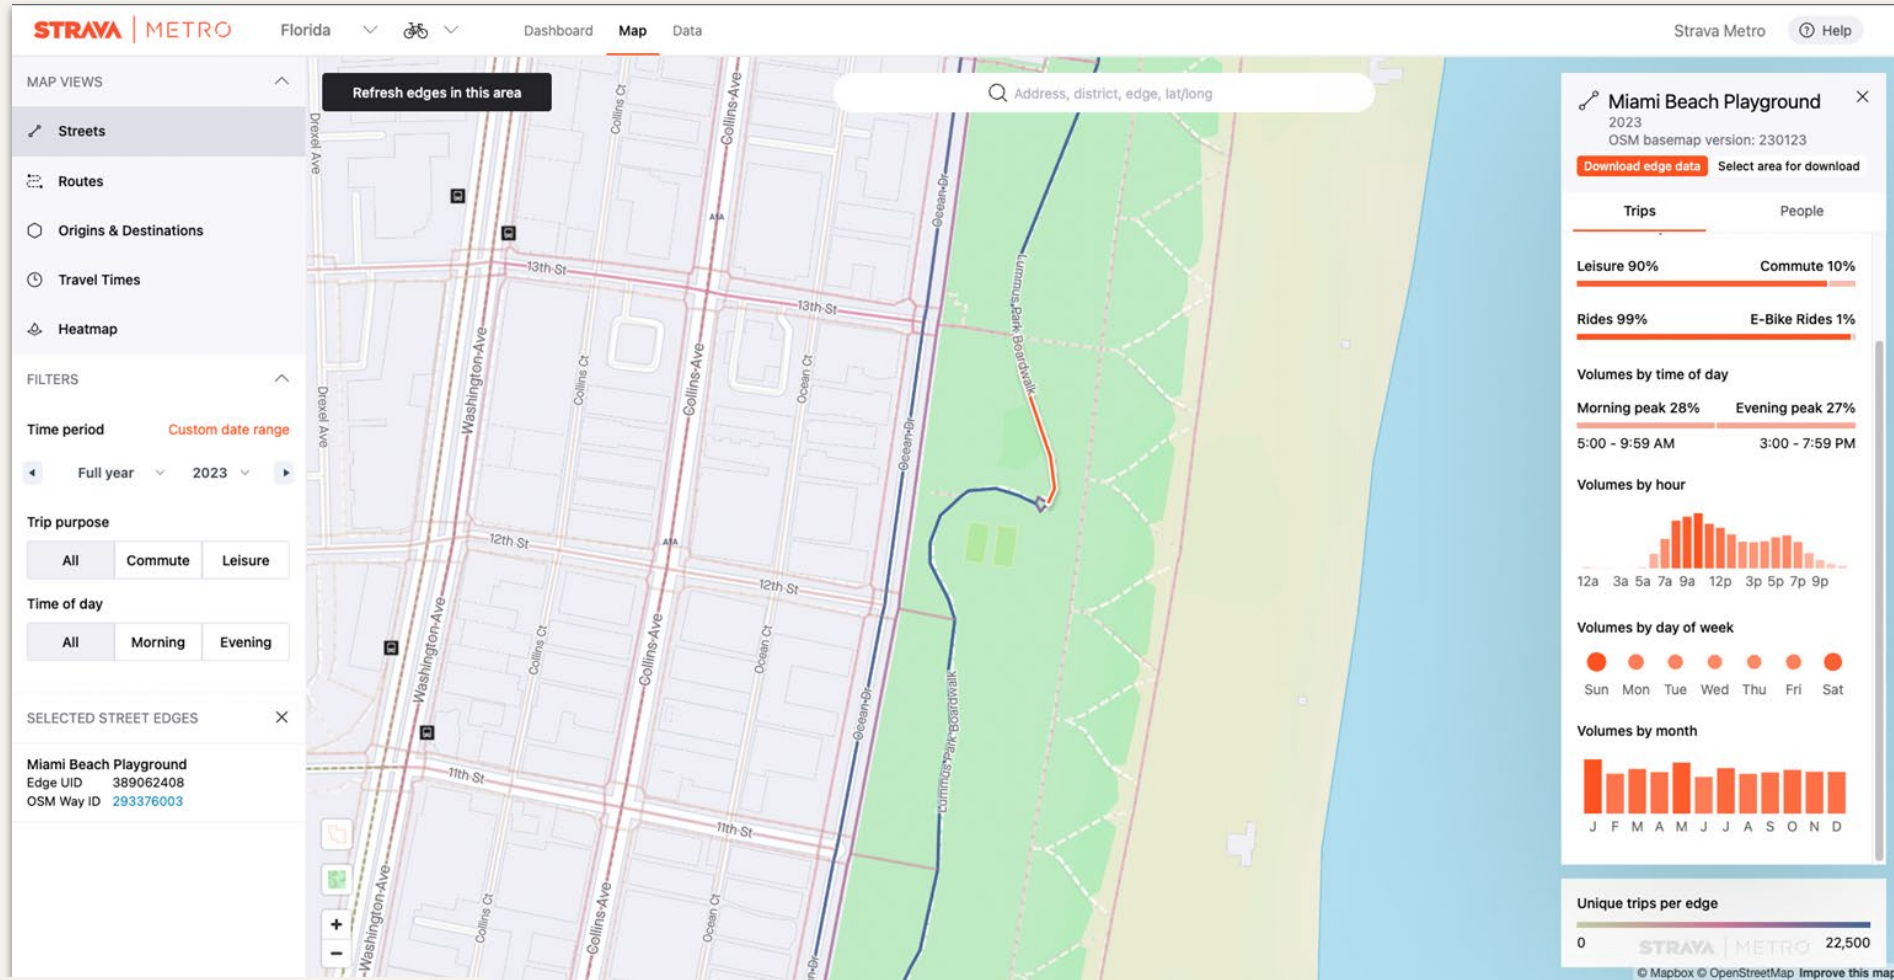 STRAVA | METRO
Florida
Dashboard
Map
Data
Strava Metro
Help
MAP VIEWS
Streets
Routes
Origins & Destinations
Travel Times
Heatmap
FILTERS
Time period
Custom date range
Full year
2023
Trip purpose
All
Commute
Leisure
Time of day
All
Morning
Evening
SELECTED STREET EDGES
Miami Beach Playground
Edge UID 389062408
OSM Way ID 293376003
Refresh edges in this area
Address, district, edge, lat/long
Drexel Ave
Collins Ct
Collins-Ave
Ocean-Dr
A1A
13th-St
13th-St
Lummus Park Boardwalk
Washington-Ave
Collins Ct
Collins-Ave
Ocean Ct
Drexel Ave
Ocean-Dr
12th St
A1A
12th St
Washington-Ave
Collins Ct
Collins-Ave
Ocean Ct
Ocean-Dr
Lummus Park Boardwalk
11th St
11th St
Washington-Ave
Collins Ct
Collins-Ave
Ocean Ct
+
−
Miami Beach Playground
2023
OSM basemap version: 230123
Download edge data
Select area for download
Trips
People
Leisure 90% Commute 10%
Rides 99% E-Bike Rides 1%
Volumes by time of day
Morning peak 28% Evening peak 27%
5:00 - 9:59 AM 3:00 - 7:59 PM
Volumes by hour
12a 3a 5a 7a 9a 12p 3p 5p 7p 9p
Volumes by day of week
Sun Mon Tue Wed Thu Fri Sat
Volumes by month
J F M A M J J A S O N D
Unique trips per edge
0 22,500
STRAVA | METRO
© Mapbox © OpenStreetMap Improve this map